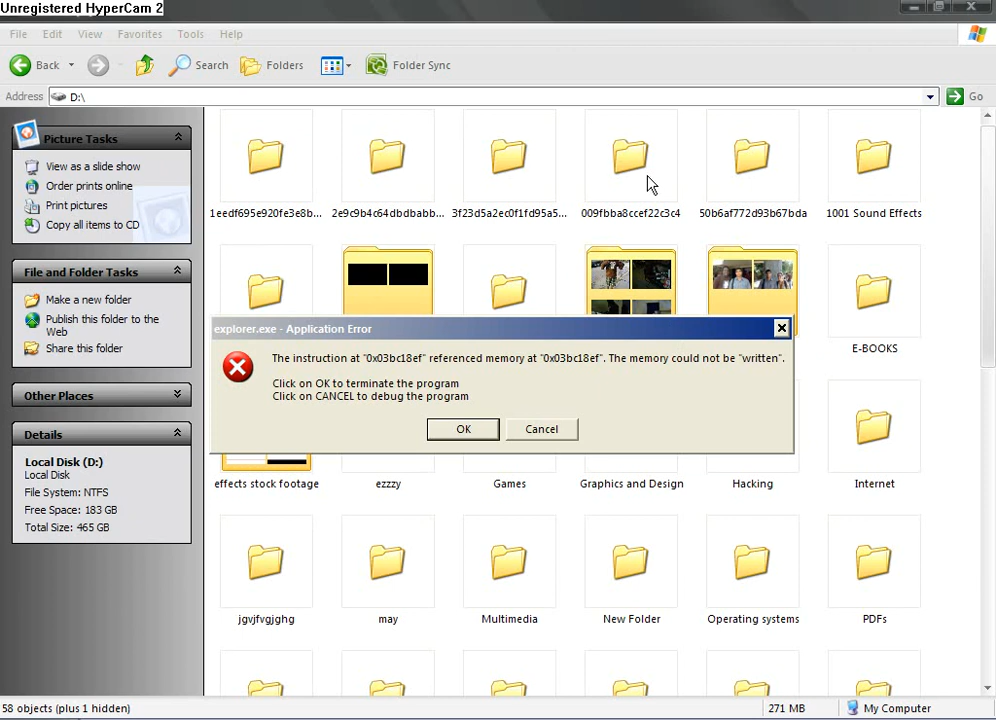 Unregistered HyperCam 2
File Edit View Favorites Tools Help
Back Search Folders Folder Sync
Address D:\ Go
Picture Tasks
View as a slide show
Order prints online
Print pictures
Copy all items to CD
File and Folder Tasks
Make a new folder
Publish this folder to the
Web
Share this folder
Other Places
Details
Local Disk (D:)
Local Disk
File System: NTFS
Free Space: 183 GB
Total Size: 465 GB
1eedf695e920fe3e8b... 2e9c9b4c64dbdbabb... 3f23d5a2ec0f1fd95a5... 009fbba8ccef22c3c4 50b6af772d93b67bda 1001 Sound Effects
E-BOOKS
explorer.exe - Application Error
The instruction at "0x03bc18ef" referenced memory at "0x03bc18ef". The memory could not be "written".
Click on OK to terminate the program
Click on CANCEL to debug the program
OK Cancel
effects stock footage ezzzy Games Graphics and Design Hacking Internet
jgvjfvgjghg may Multimedia New Folder Operating systems PDFs
58 objects (plus 1 hidden) 271 MB My Computer